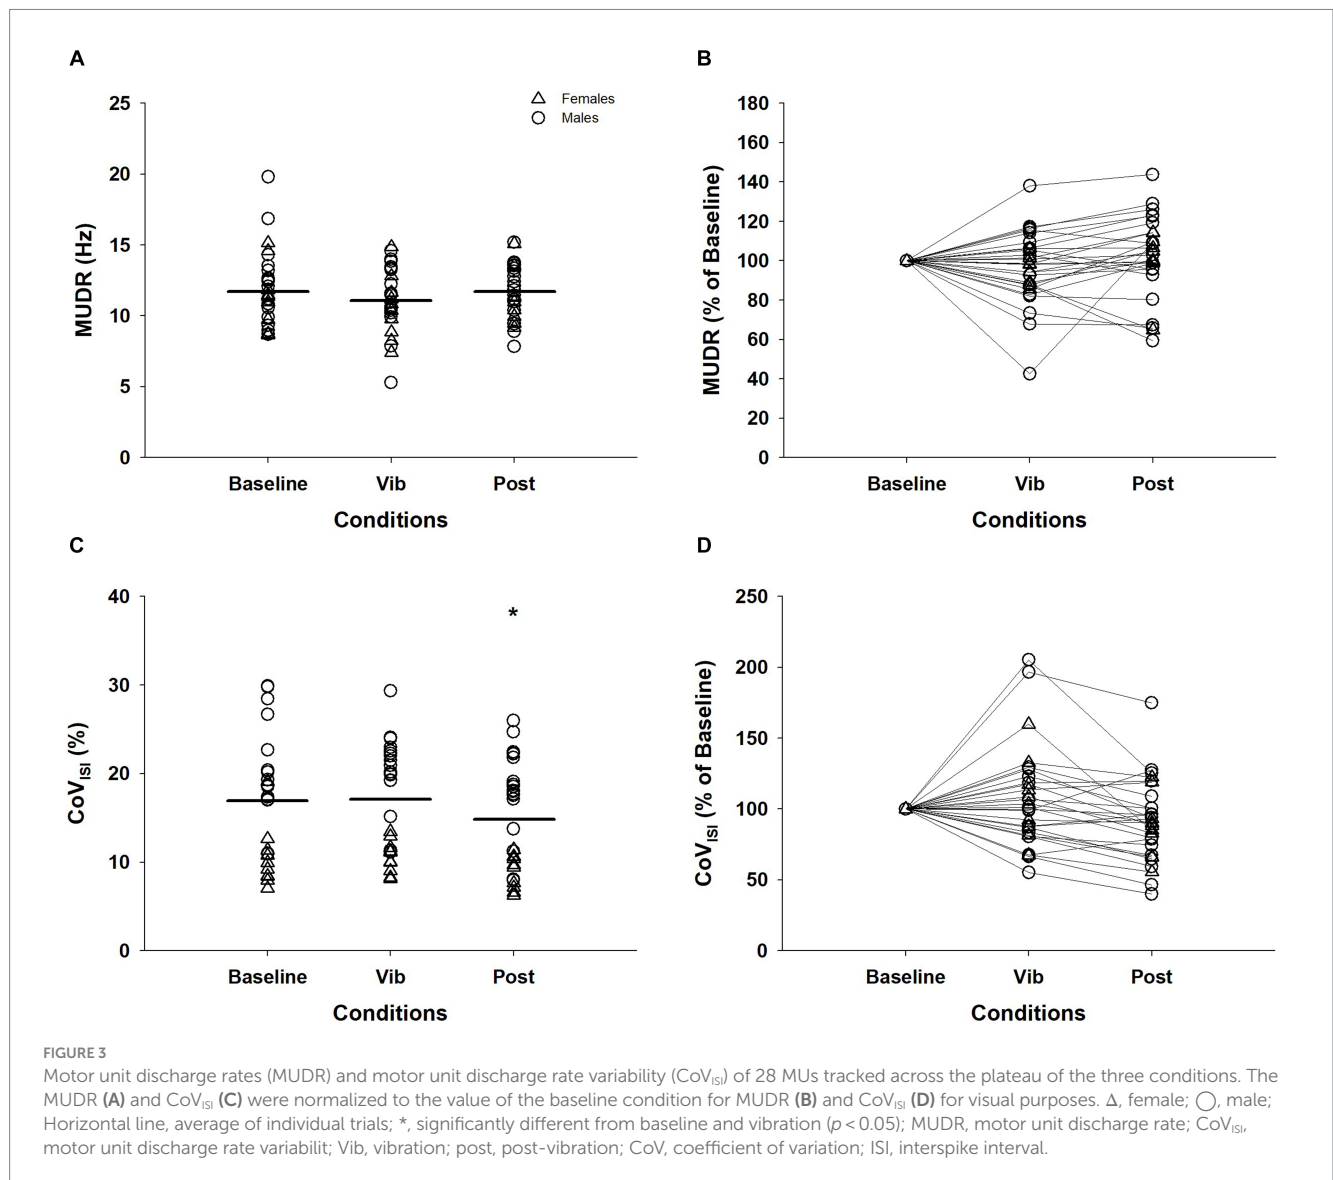 A
25
20
15
10
5
0
MUDR (Hz)
Females
Males
Baseline
Vib
Post
Conditions
B
180
160
140
120
100
80
60
40
20
0
MUDR (% of Baseline)
Baseline
Vib
Post
Conditions
C
40
30
20
10
0
CoVISI (%)
*
Baseline
Vib
Post
Conditions
D
250
200
150
100
50
0
CoVISI (% of Baseline)
Baseline
Vib
Post
Conditions
FIGURE 3
Motor unit discharge rates (MUDR) and motor unit discharge rate variability (CoVISI) of 28 MUs tracked across the plateau of the three conditions. The
MUDR (A) and CoVISI (C) were normalized to the value of the baseline condition for MUDR (B) and CoVISI (D) for visual purposes. Δ, female; ◯, male;
Horizontal line, average of individual trials; *, significantly different from baseline and vibration (p < 0.05); MUDR, motor unit discharge rate; CoVISI,
motor unit discharge rate variabilit; Vib, vibration; post, post-vibration; CoV, coefficient of variation; ISI, interspike interval.